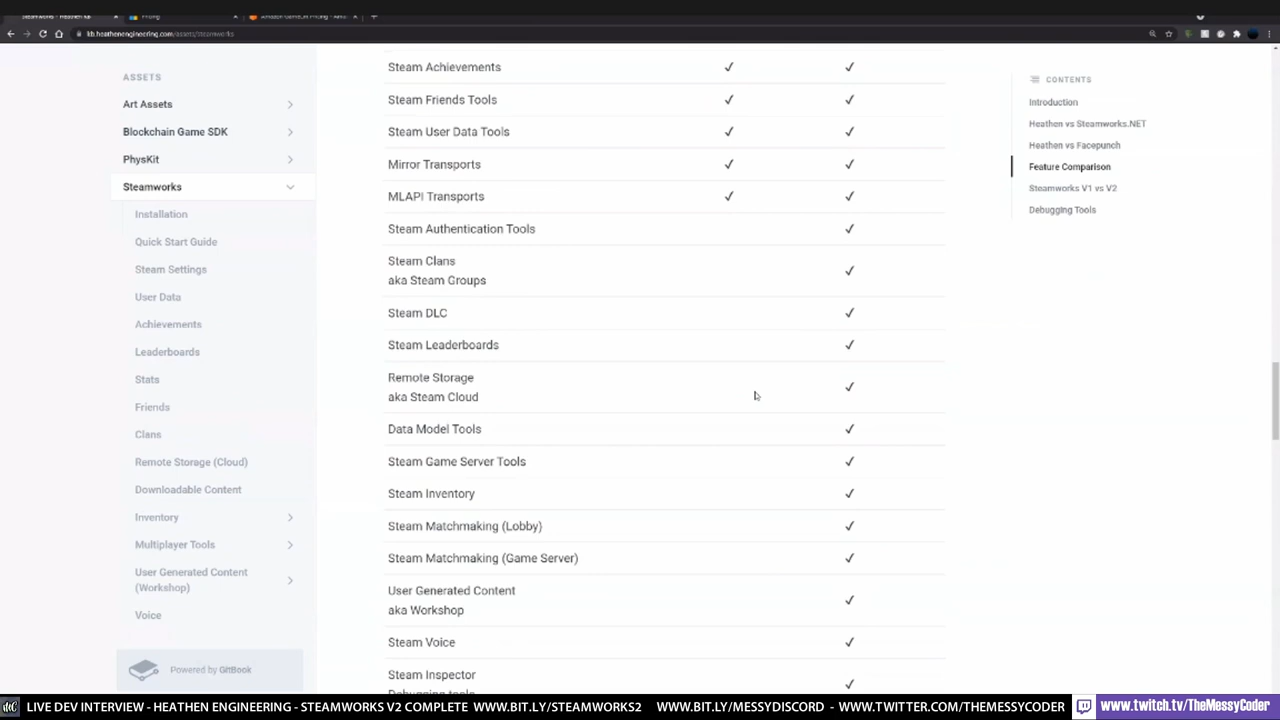 kb.heathenengineering.com/assets/steamworks
ASSETS
Art Assets
Blockchain Game SDK
PhysKit
Steamworks
Installation
Quick Start Guide
Steam Settings
User Data
Achievements
Leaderboards
Stats
Friends
Clans
Remote Storage (Cloud)
Downloadable Content
Inventory
Multiplayer Tools
User Generated Content
(Workshop)
Voice
Powered by GitBook
Steam Achievements ✓ ✓
Steam Friends Tools ✓ ✓
Steam User Data Tools ✓ ✓
Mirror Transports ✓ ✓
MLAPI Transports ✓ ✓
Steam Authentication Tools ✓
Steam Clans
aka Steam Groups ✓
Steam DLC ✓
Steam Leaderboards ✓
Remote Storage
aka Steam Cloud ✓
Data Model Tools ✓
Steam Game Server Tools ✓
Steam Inventory ✓
Steam Matchmaking (Lobby) ✓
Steam Matchmaking (Game Server) ✓
User Generated Content
aka Workshop ✓
Steam Voice ✓
Steam Inspector
Debugging tools ✓
CONTENTS
Introduction
Heathen vs Steamworks.NET
Heathen vs Facepunch
Feature Comparison
Steamworks V1 vs V2
Debugging Tools
LIVE DEV INTERVIEW - HEATHEN ENGINEERING - STEAMWORKS V2 COMPLETE WWW.BIT.LY/STEAMWORKS2 WWW.BIT.LY/MESSYDISCORD - WWW.TWITTER.COM/THEMESSYCODER
www.twitch.tv/TheMessyCoder